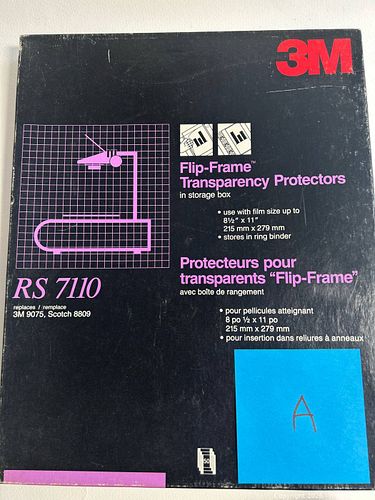 3M
Flip-Frame™
Transparency Protectors
in storage box
• use with film size up to
8½" x 11"
215 mm x 279 mm
• stores in ring binder
Protecteurs pour
transparents "Flip-Frame"
avec boîte de rangement
• pour pellicules atteignant
8 po ½ x 11 po
215 mm x 279 mm
• pour insertion dans reliures à anneaux
RS 7110
replaces / remplace
3M 9075, Scotch 8809
A